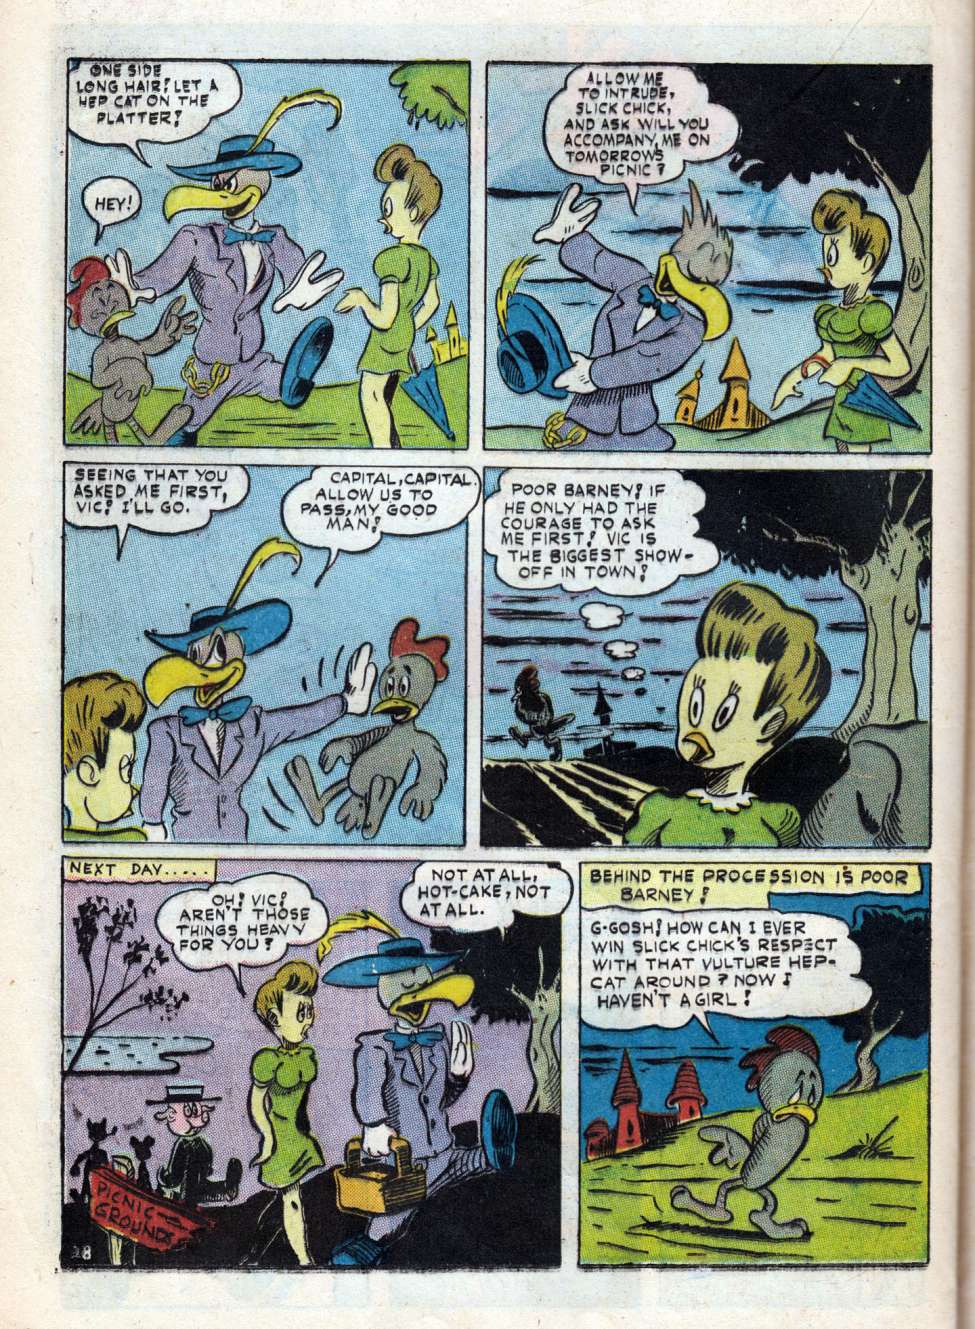 ONE SIDE
LONG HAIR! LET A
HEP CAT ON THE
PLATTER!
HEY!
ALLOW ME
TO INTRUDE,
SLICK CHICK,
AND ASK WILL YOU
ACCOMPANY ME ON
TOMORROW'S
PICNIC?
SEEING THAT YOU
ASKED ME FIRST,
VIC! I'LL GO.
CAPITAL, CAPITAL
ALLOW US TO
PASS, MY GOOD
MAN!
POOR BARNEY! IF
HE ONLY HAD THE
COURAGE TO ASK
ME FIRST! VIC IS
THE BIGGEST SHOW-
OFF IN TOWN!
NEXT DAY.....
OH! VIC!
AREN'T THOSE
THINGS HEAVY
FOR YOU?
NOT AT ALL,
HOT-CAKE, NOT
AT ALL.
PICNIC
GROUNDS
28
BEHIND THE PROCESSION IS POOR
BARNEY!
G-GOSH! HOW CAN I EVER
WIN SLICK CHICK'S RESPECT
WITH THAT VULTURE HEP-
CAT AROUND? NOW I
HAVEN'T A GIRL!